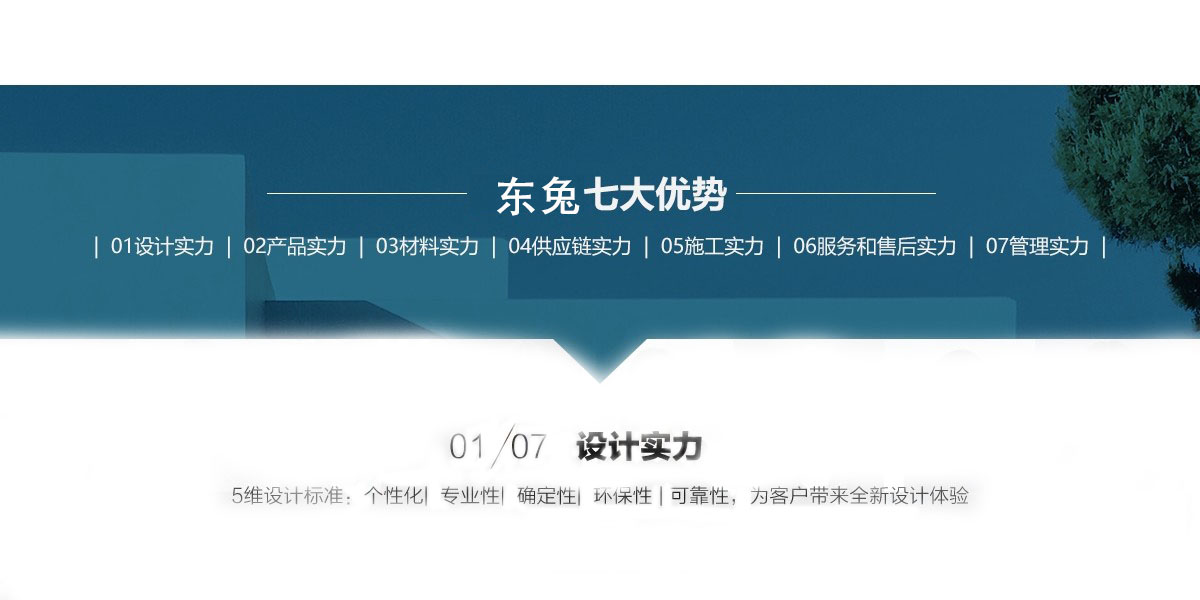 东兔七大优势
| 01设计实力 | 02产品实力 | 03材料实力 | 04供应链实力 | 05施工实力 | 06服务和售后实力 | 07管理实力 |
01/07 设计实力
5维设计标准：个性化| 专业性| 确定性| 环保性 | 可靠性，为客户带来全新设计体验